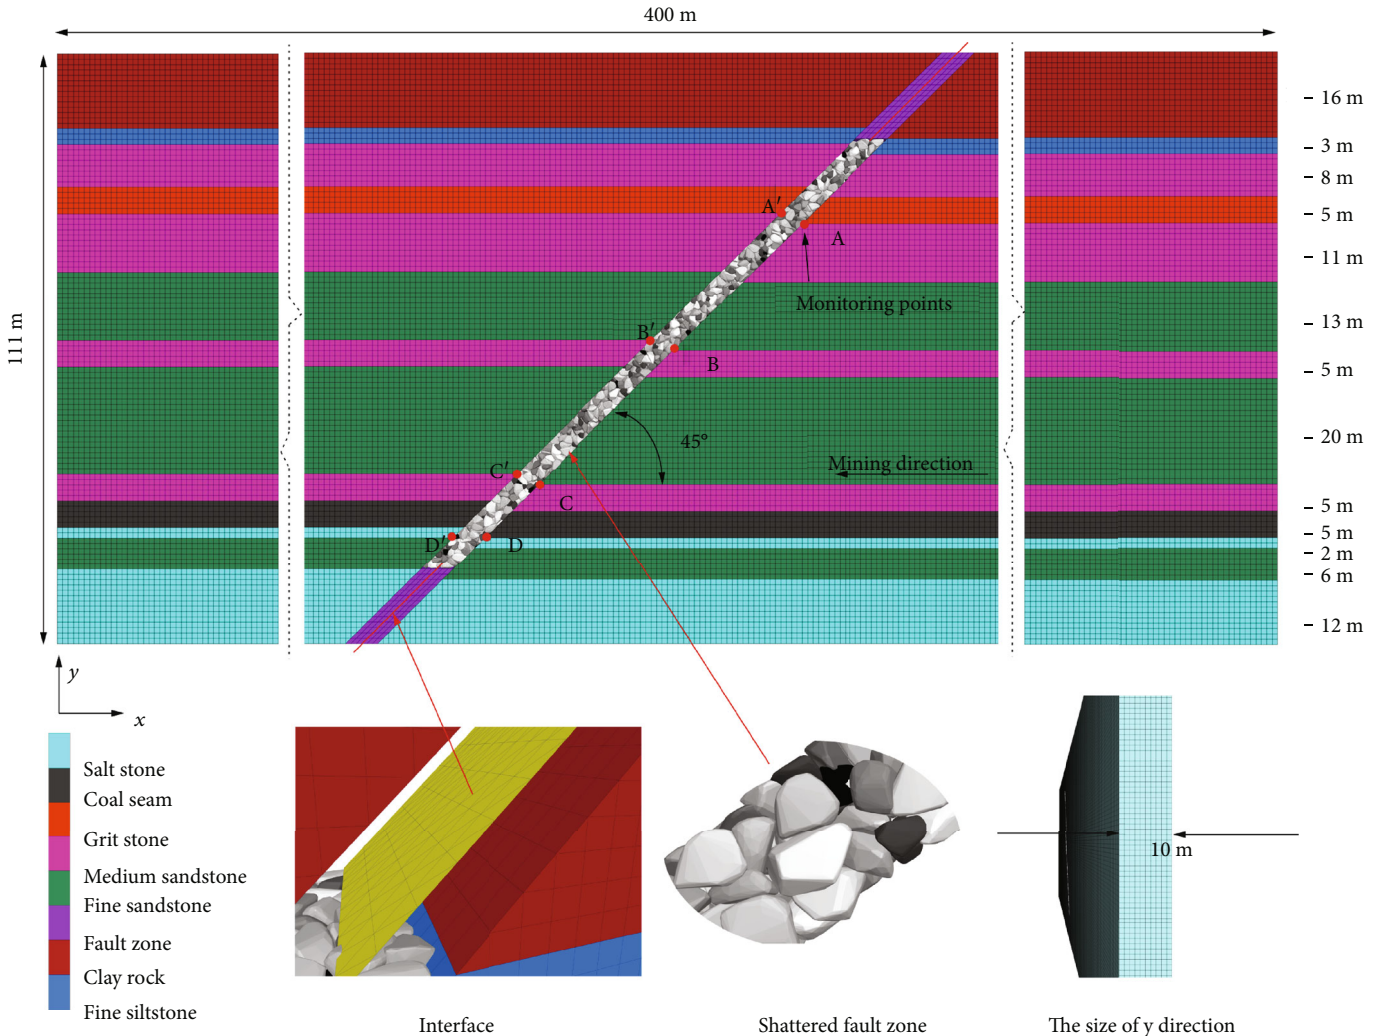 400 m
111 m
16 m
3 m
8 m
5 m
11 m
13 m
5 m
20 m
5 m
5 m
2 m
6 m
12 m
A′
A
Monitoring points
B′
B
45°
Mining direction
C′
C
D′
D
y
x
Salt stone
Coal seam
Grit stone
Medium sandstone
Fine sandstone
Fault zone
Clay rock
Fine siltstone
10 m
Interface
Shattered fault zone
The size of y direction